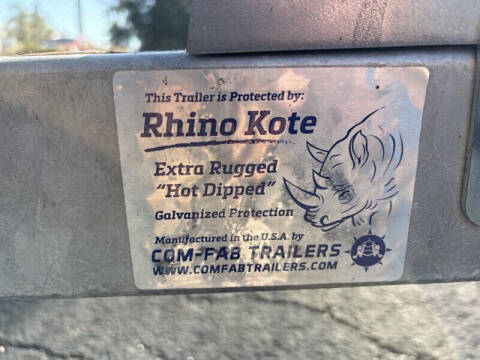 This Trailer is Protected by:
Rhino Kote
Extra Rugged
"Hot Dipped"
Galvanized Protection
Manufactured in the U.S.A. by
COM-FAB TRAILERS
WWW.COMFABTRAILERS.COM